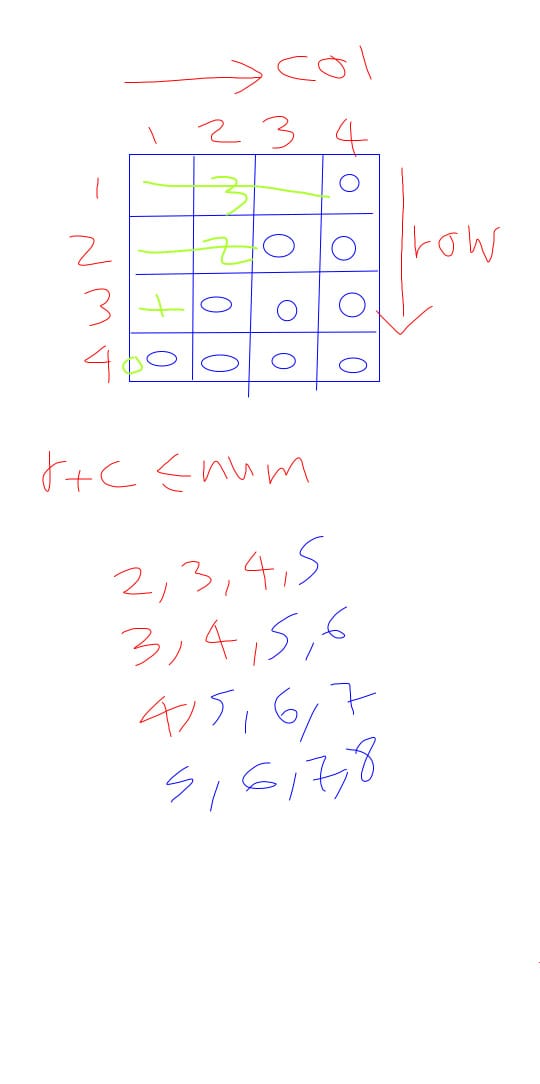 col
1 2 3 4
1 3 O
2 2 O O
3 1 O O O
4 O O O O O
row
r+c ≤ num
2, 3, 4, 5
3, 4, 5, 6
4, 5, 6, 7
5, 6, 7, 8